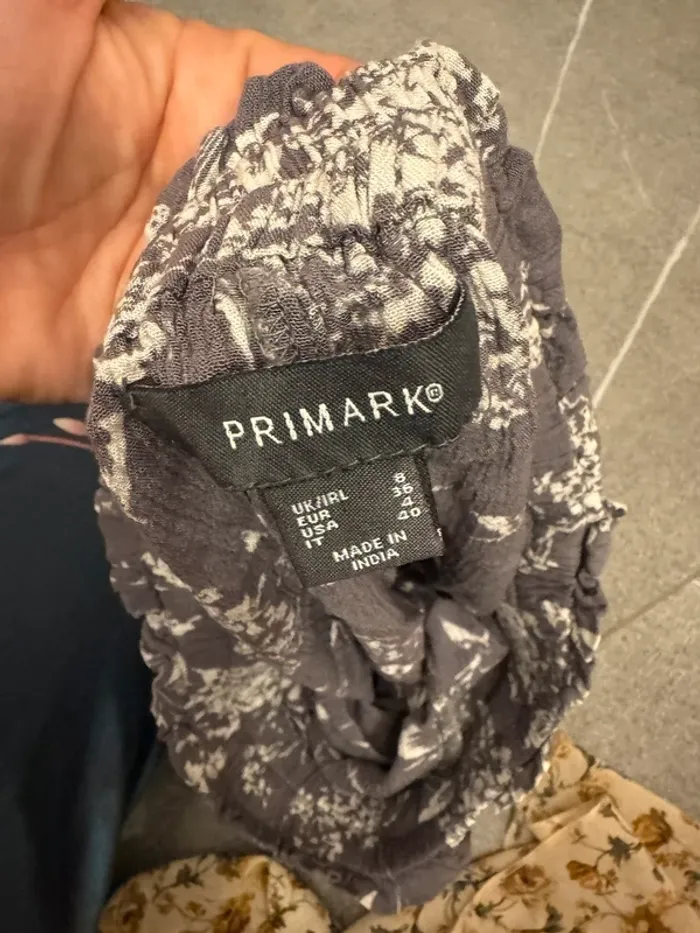 PRIMARK®
UK/IRL 8
EUR 36
USA 4
IT 40
MADE IN
INDIA